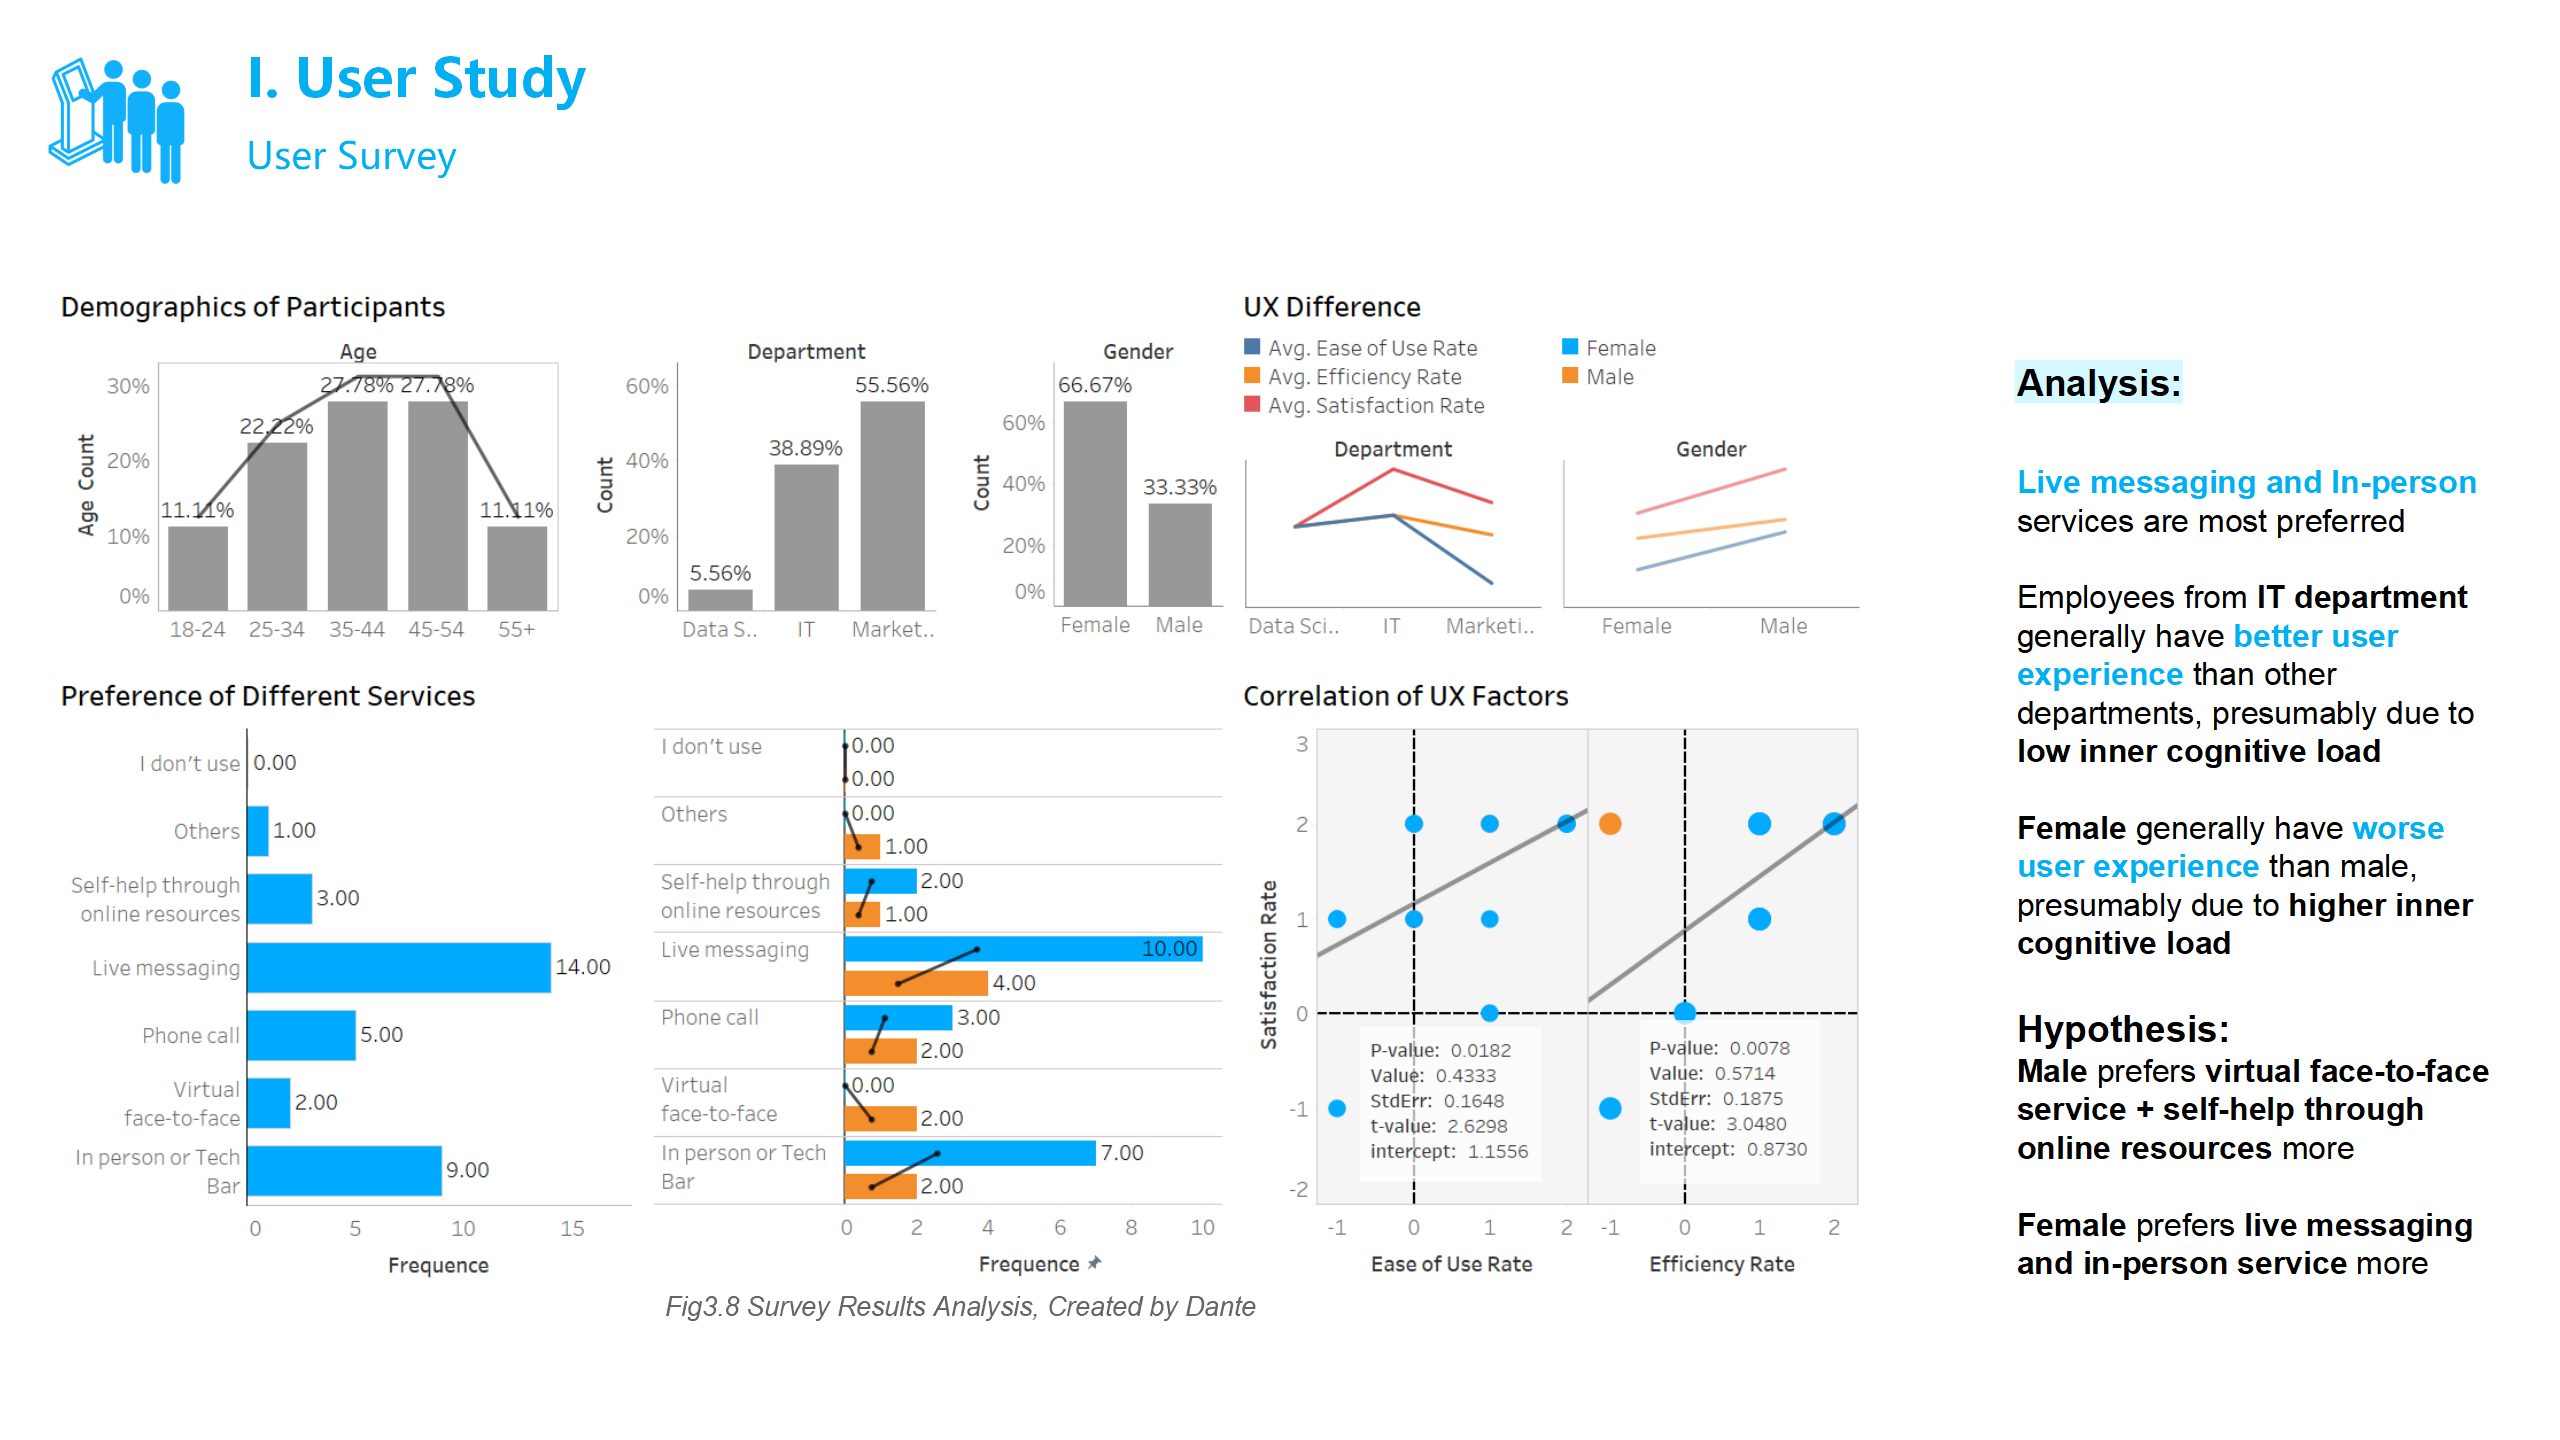 I. User Study
User Survey
Demographics of Participants
Age
Age Count
30%
20%
10%
0%
11.11%
22.22%
27.78%
27.78%
11.11%
18-24
25-34
35-44
45-54
55+
Department
Count
60%
40%
20%
0%
5.56%
38.89%
55.56%
Data S..
IT
Market..
Gender
Count
60%
40%
20%
0%
66.67%
33.33%
Female
Male
UX Difference
Avg. Ease of Use Rate
Avg. Efficiency Rate
Avg. Satisfaction Rate
Female
Male
Department
Data Sci..
IT
Marketi..
Gender
Female
Male
Preference of Different Services
I don't use
0.00
Others
1.00
Self-help through
online resources
3.00
Live messaging
14.00
Phone call
5.00
Virtual
face-to-face
2.00
In person or Tech
Bar
9.00
0
5
10
15
Frequence
I don't use
0.00
0.00
Others
0.00
1.00
Self-help through
online resources
2.00
1.00
Live messaging
10.00
4.00
Phone call
3.00
2.00
Virtual
face-to-face
0.00
2.00
In person or Tech
Bar
7.00
2.00
0
2
4
6
8
10
Frequence
Correlation of UX Factors
Satisfaction Rate
3
2
1
0
-1
-2
P-value: 0.0182
Value: 0.4333
StdErr: 0.1648
t-value: 2.6298
intercept: 1.1556
P-value: 0.0078
Value: 0.5714
StdErr: 0.1875
t-value: 3.0480
intercept: 0.8730
-1
0
1
2
-1
0
1
2
Ease of Use Rate
Efficiency Rate
Fig3.8 Survey Results Analysis, Created by Dante
Analysis:
Live messaging and In-person
services are most preferred
Employees from IT department
generally have better user
experience than other
departments, presumably due to
low inner cognitive load
Female generally have worse
user experience than male,
presumably due to higher inner
cognitive load
Hypothesis:
Male prefers virtual face-to-face
service + self-help through
online resources more
Female prefers live messaging
and in-person service more